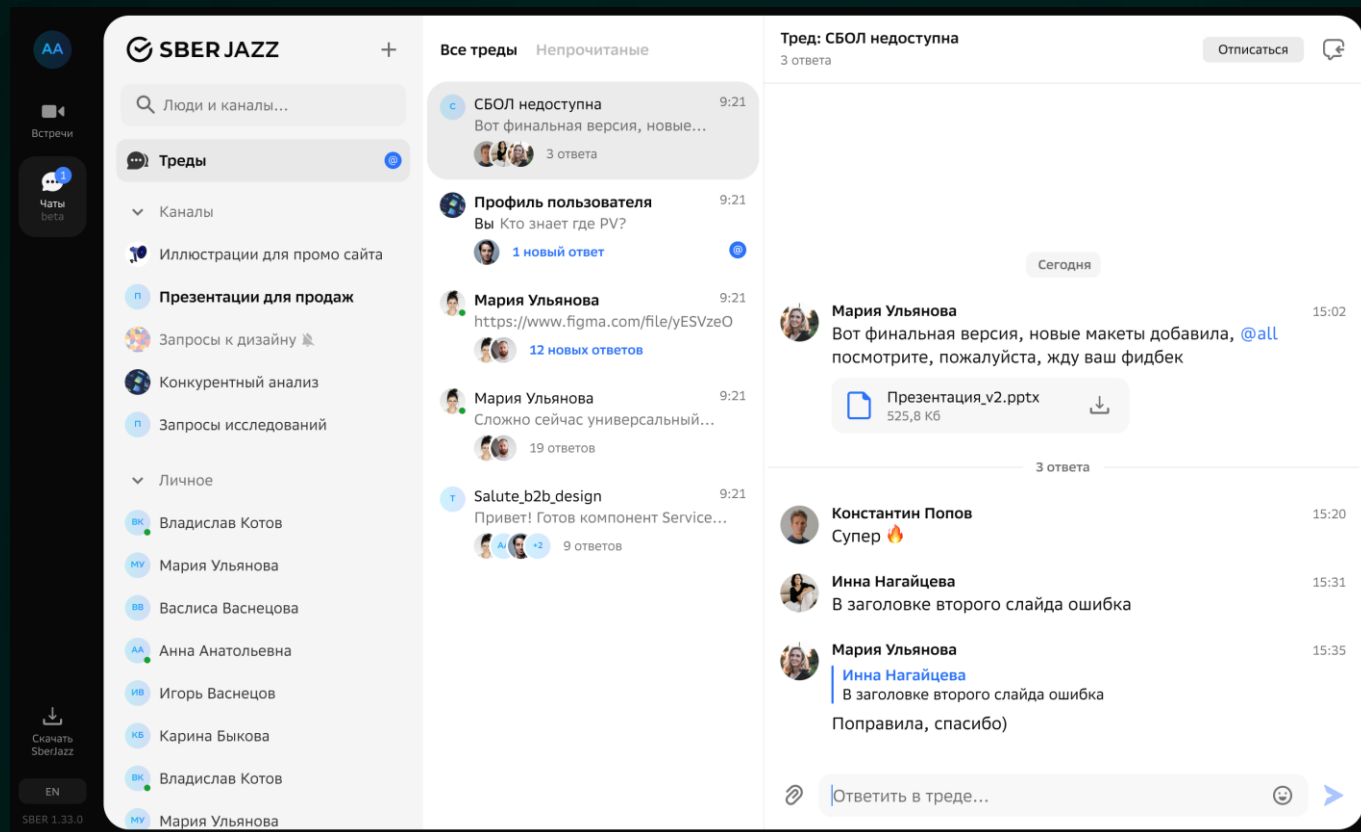 AA
Встречи
1
Чаты
beta
Скачать
SberJazz
EN
SBER 1.33.0
SBER JAZZ
Люди и каналы...
Треды
@
Каналы
Иллюстрации для промо сайта
П
Презентации для продаж
Запросы к дизайну
Конкурентный анализ
П
Запросы исследований
Личное
ВК
Владислав Котов
МУ
Мария Ульянова
ВВ
Васлиса Васнецова
АА
Анна Анатольевна
ИВ
Игорь Васнецов
КБ
Карина Быкова
ВК
Владислав Котов
МУ
Мария Ульянова
Все треды Непрочитаные
С
СБОЛ недоступна 9:21
Вот финальная версия, новые...
3 ответа
Профиль пользователя 9:21
Вы Кто знает где PV?
1 новый ответ @
Мария Ульянова 9:21
https://www.figma.com/file/yESVzeO
12 новых ответов
Мария Ульянова 9:21
Сложно сейчас универсальный...
19 ответов
Т
Salute_b2b_design 9:21
Привет! Готов компонент Service...
+2 9 ответов
Тред: СБОЛ недоступна
3 ответа
Отписаться
Сегодня
Мария Ульянова 15:02
Вот финальная версия, новые макеты добавила, @all
посмотрите, пожалуйста, жду ваш фидбек
Презентация_v2.pptx
525,8 Кб
3 ответа
Константин Попов 15:20
Супер 🔥
Инна Нагайцева 15:31
В заголовке второго слайда ошибка
Мария Ульянова 15:35
Инна Нагайцева
В заголовке второго слайда ошибка
Поправила, спасибо)
Ответить в треде...